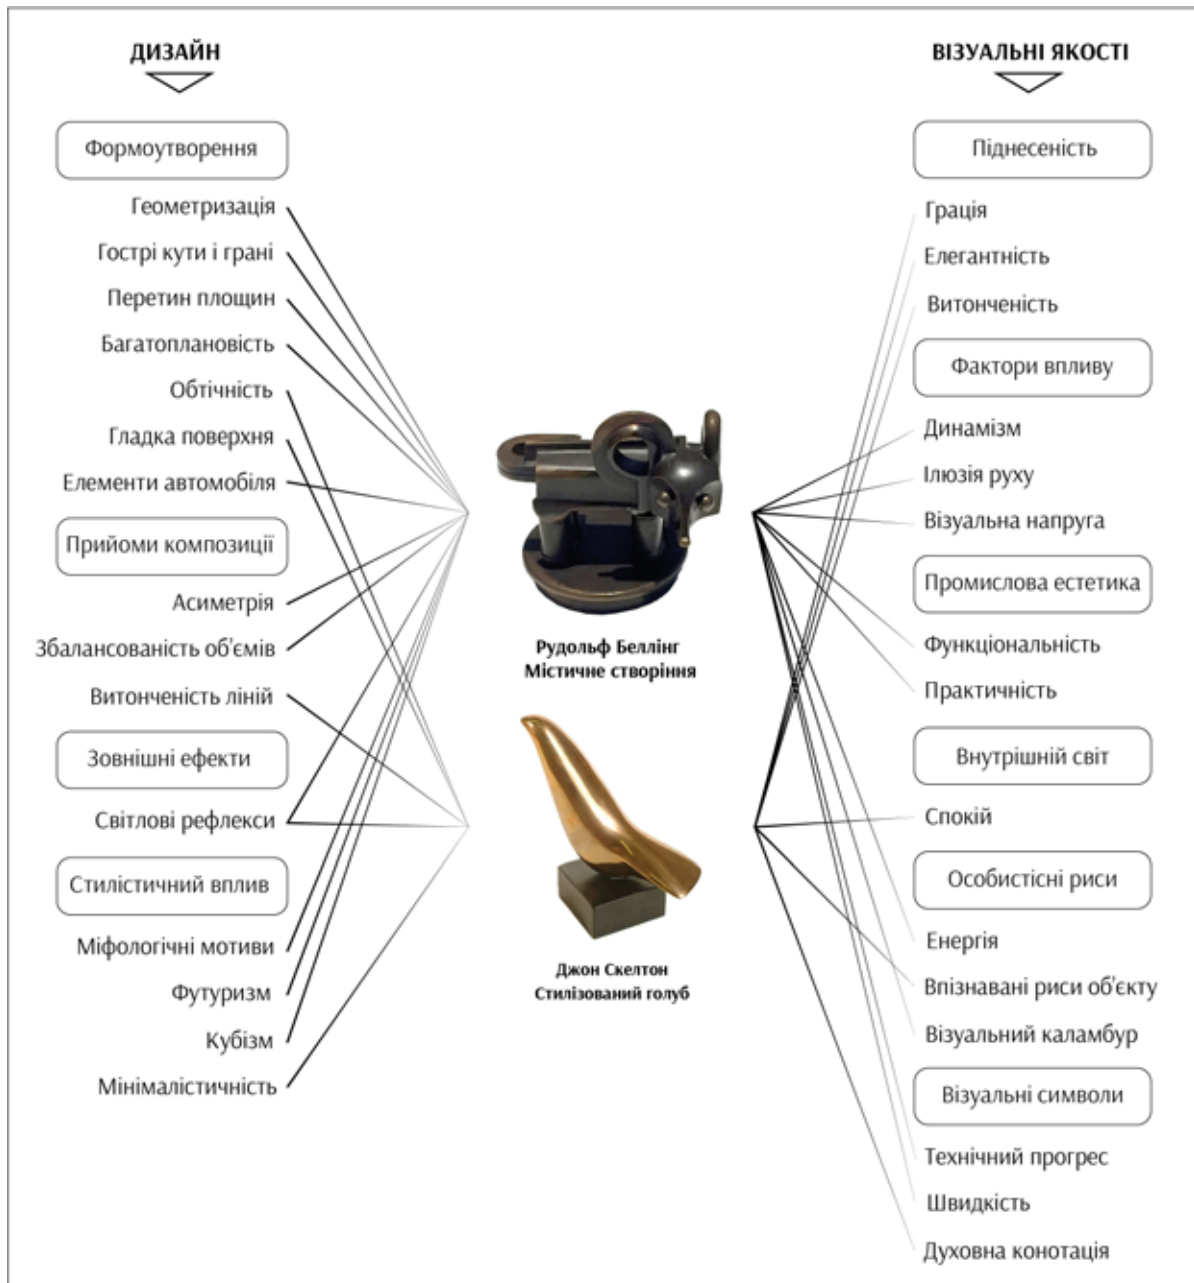 ДИЗАЙН
Формоутворення
Геометризація
Гострі кути і грані
Перетин площин
Багатоплановість
Обтічність
Гладка поверхня
Елементи автомобіля
Прийоми композиції
Асиметрія
Збалансованість об'ємів
Витонченість ліній
Зовнішні ефекти
Світлові рефлекси
Стилістичний вплив
Міфологічні мотиви
Футуризм
Кубізм
Мінімалістичність
Рудольф Беллінг
Містичне створіння
Джон Скелтон
Стилізований голуб
ВІЗУАЛЬНІ ЯКОСТІ
Піднесеність
Грація
Елегантність
Витонченість
Фактори впливу
Динамізм
Ілюзія руху
Візуальна напруга
Промислова естетика
Функціональність
Практичність
Внутрішній світ
Спокій
Особистісні риси
Енергія
Впізнавані риси об'єкту
Візуальний каламбур
Візуальні символи
Технічний прогрес
Швидкість
Духовна конотація